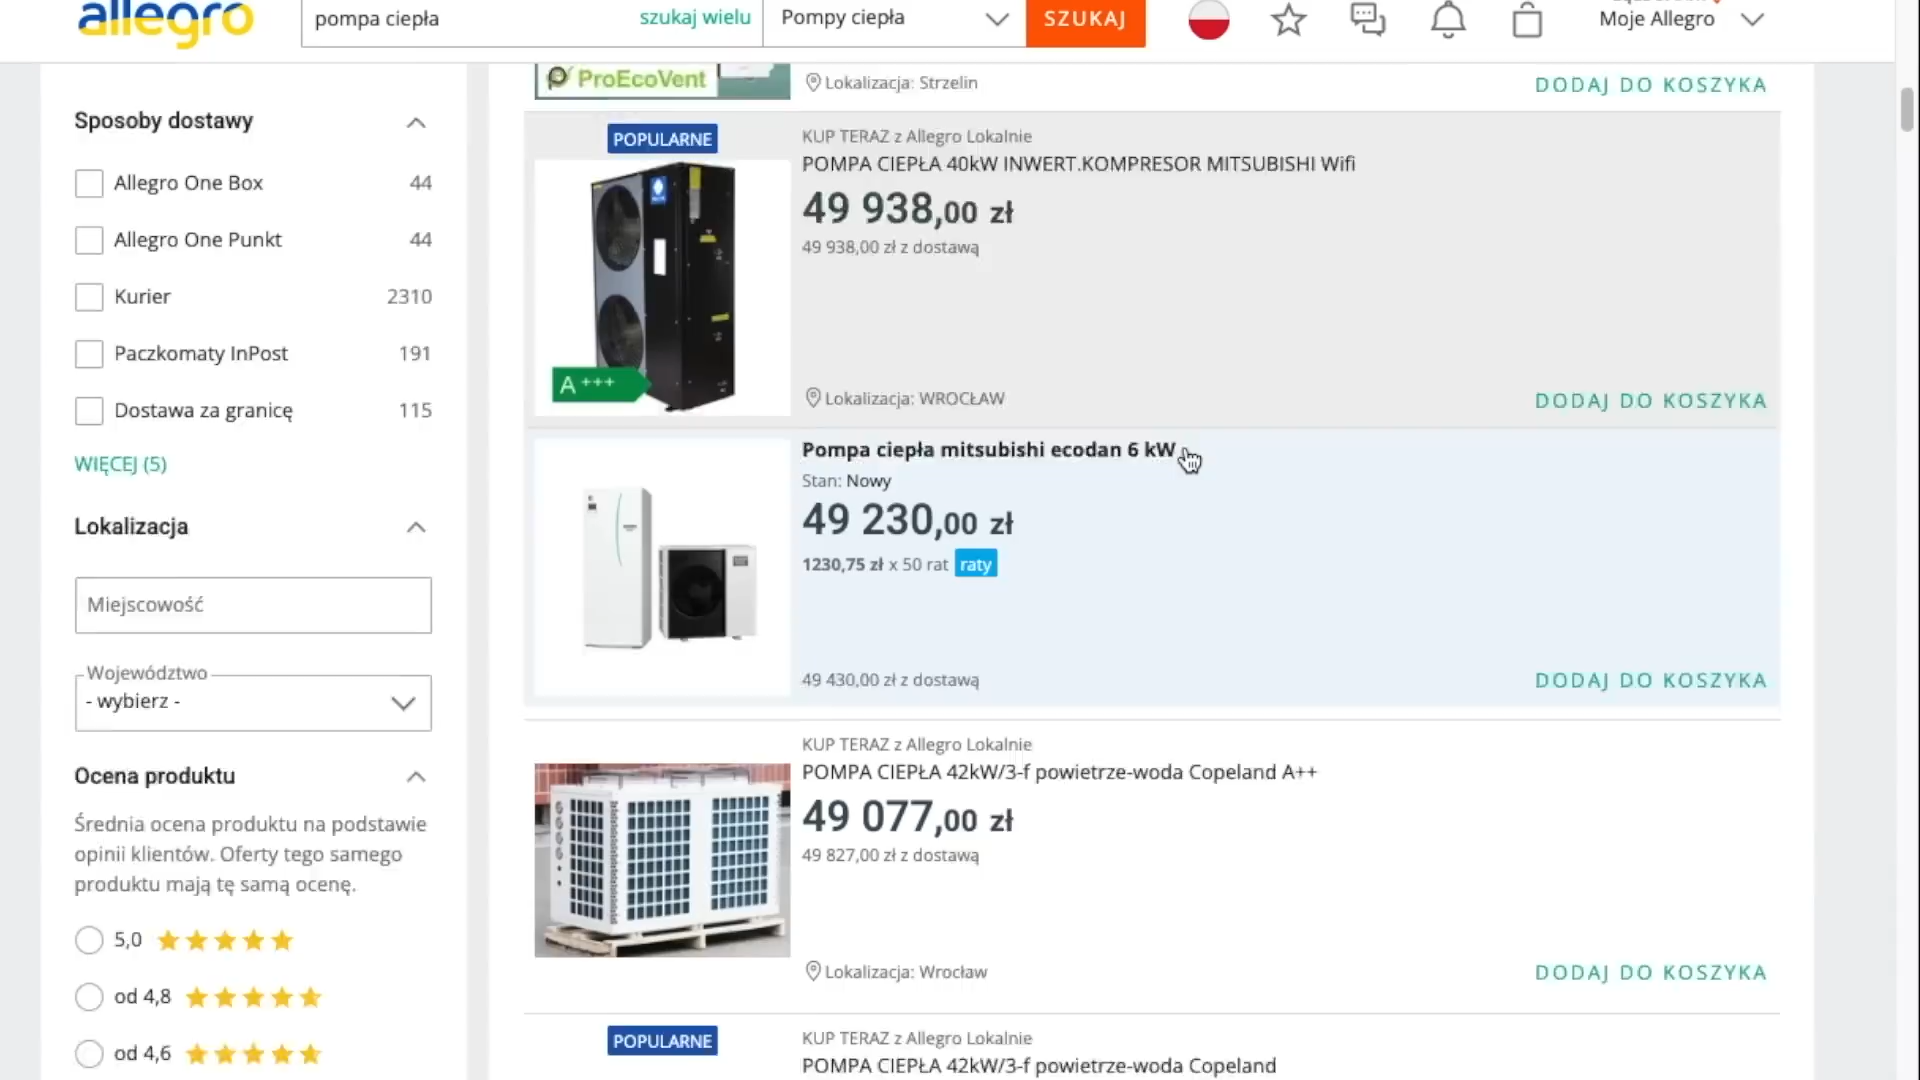 allegro
pompa ciepła
szukaj wielu
Pompy ciepła
SZUKAJ
Moje Allegro
Sposoby dostawy
Allegro One Box 44
Allegro One Punkt 44
Kurier 2310
Paczkomaty InPost 191
Dostawa za granicę 115
WIĘCEJ (5)
Lokalizacja
Miejscowość
Województwo
- wybierz -
Ocena produktu
Średnia ocena produktu na podstawie
opinii klientów. Oferty tego samego
produktu mają tę samą ocenę.
5,0
od 4,8
od 4,6
ProEcoVent
Lokalizacja: Strzelin
DODAJ DO KOSZYKA
POPULARNE
KUP TERAZ z Allegro Lokalnie
POMPA CIEPŁA 40kW INWERT.KOMPRESOR MITSUBISHI Wifi
49 938,00 zł
49 938,00 zł z dostawą
A+++
Lokalizacja: WROCŁAW
DODAJ DO KOSZYKA
Pompa ciepła mitsubishi ecodan 6 kW
Stan: Nowy
49 230,00 zł
1230,75 zł x 50 rat raty
49 430,00 zł z dostawą
DODAJ DO KOSZYKA
KUP TERAZ z Allegro Lokalnie
POMPA CIEPŁA 42kW/3-f powietrze-woda Copeland A++
49 077,00 zł
49 827,00 zł z dostawą
Lokalizacja: Wrocław
DODAJ DO KOSZYKA
POPULARNE
KUP TERAZ z Allegro Lokalnie
POMPA CIEPŁA 42kW/3-f powietrze-woda Copeland